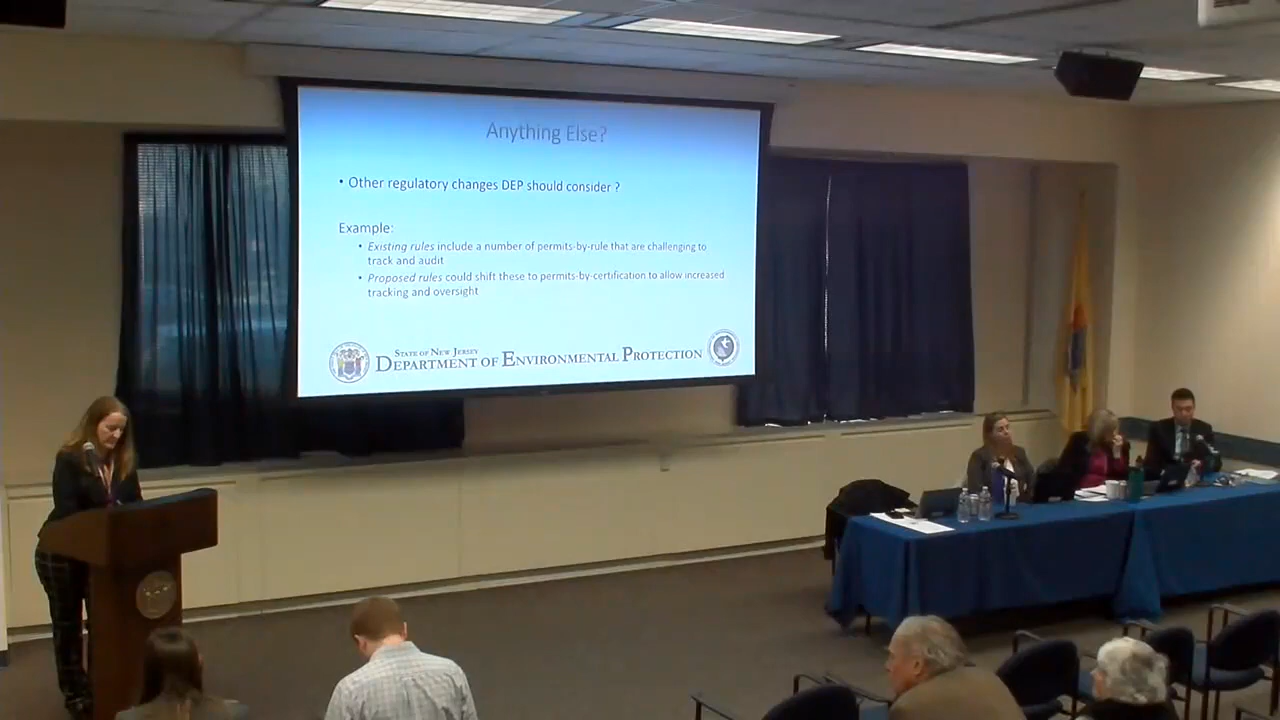 Anything Else?
• Other regulatory changes DEP should consider ?
Example:
• Existing rules include a number of permits-by-rule that are challenging to
track and audit
• Proposed rules could shift these to permits-by-certification to allow increased
tracking and oversight
STATE OF NEW JERSEY
DEPARTMENT OF ENVIRONMENTAL PROTECTION